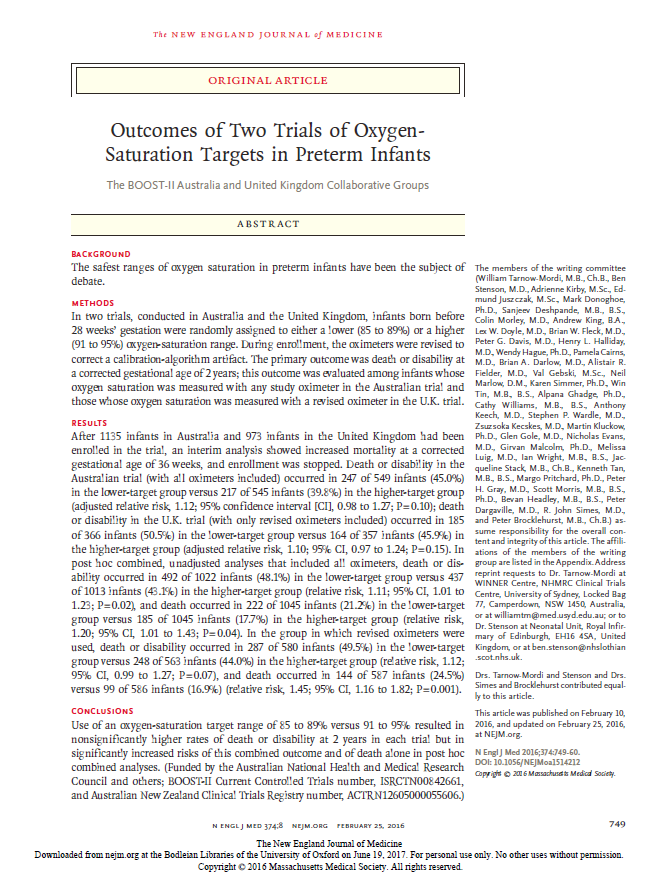 The NEW ENGLAND JOURNAL of MEDICINE
ORIGINAL ARTICLE
Outcomes of Two Trials of Oxygen-
Saturation Targets in Preterm Infants
The BOOST-II Australia and United Kingdom Collaborative Groups
ABSTRACT
BACKGROUND
The safest ranges of oxygen saturation in preterm infants have been the subject of
debate.
METHODS
In two trials, conducted in Australia and the United Kingdom, infants born before
28 weeks' gestation were randomly assigned to either a lower (85 to 89%) or a higher
(91 to 95%) oxygen-saturation range. During enrollment, the oximeters were revised to
correct a calibration-algorithm artifact. The primary outcome was death or disability at
a corrected gestational age of 2 years; this outcome was evaluated among infants whose
oxygen saturation was measured with any study oximeter in the Australian trial and
those whose oxygen saturation was measured with a revised oximeter in the U.K. trial.
RESULTS
After 1135 infants in Australia and 973 infants in the United Kingdom had been
enrolled in the trial, an interim analysis showed increased mortality at a corrected
gestational age of 36 weeks, and enrollment was stopped. Death or disability in the
Australian trial (with all oximeters included) occurred in 247 of 549 infants (45.0%)
in the lower-target group versus 217 of 545 infants (39.8%) in the higher-target group
(adjusted relative risk, 1.12; 95% confidence interval [CI], 0.98 to 1.27; P=0.10); death
or disability in the U.K. trial (with only revised oximeters included) occurred in 185
of 366 infants (50.5%) in the lower-target group versus 164 of 357 infants (45.9%) in
the higher-target group (adjusted relative risk, 1.10; 95% CI, 0.97 to 1.24; P=0.15). In
post hoc combined, unadjusted analyses that included all oximeters, death or dis-
ability occurred in 492 of 1022 infants (48.1%) in the lower-target group versus 437
of 1013 infants (43.1%) in the higher-target group (relative risk, 1.11; 95% CI, 1.01 to
1.23; P=0.02), and death occurred in 222 of 1045 infants (21.2%) in the lower-target
group versus 185 of 1045 infants (17.7%) in the higher-target group (relative risk,
1.20; 95% CI, 1.01 to 1.43; P=0.04). In the group in which revised oximeters were
used, death or disability occurred in 287 of 580 infants (49.5%) in the lower-target
group versus 248 of 563 infants (44.0%) in the higher-target group (relative risk, 1.12;
95% CI, 0.99 to 1.27; P=0.07), and death occurred in 144 of 587 infants (24.5%)
versus 99 of 586 infants (16.9%) (relative risk, 1.45; 95% CI, 1.16 to 1.82; P=0.001).
CONCLUSIONS
Use of an oxygen-saturation target range of 85 to 89% versus 91 to 95% resulted in
nonsignificantly higher rates of death or disability at 2 years in each trial but in
significantly increased risks of this combined outcome and of death alone in post hoc
combined analyses. (Funded by the Australian National Health and Medical Research
Council and others; BOOST-II Current Controlled Trials number, ISRCTN00842661,
and Australian New Zealand Clinical Trials Registry number, ACTRN12605000055606.)
The members of the writing committee
(William Tarnow-Mordi, M.B., Ch.B., Ben
Stenson, M.D., Adrienne Kirby, M.Sc., Ed-
mund Juszczak, M.Sc., Mark Donoghoe,
Ph.D., Sanjeev Deshpande, M.B., B.S.,
Colin Morley, M.D., Andrew King, B.A.,
Lex W. Doyle, M.D., Brian W. Fleck, M.D.,
Peter G. Davis, M.D., Henry L. Halliday,
M.D., Wendy Hague, Ph.D., Pamela Cairns,
M.D., Brian A. Darlow, M.D., Alistair R.
Fielder, M.D., Val Gebski, M.Sc., Neil
Marlow, D.M., Karen Simmer, Ph.D., Win
Tin, M.B., B.S., Alpana Ghadge, Ph.D.,
Cathy Williams, M.B., B.S., Anthony
Keech, M.D., Stephen P. Wardle, M.D.,
Zsuzsoka Kecskes, M.D., Martin Kluckow,
Ph.D., Glen Gole, M.D., Nicholas Evans,
M.D., Girvan Malcolm, Ph.D., Melissa
Luig, M.D., Ian Wright, M.B., B.S., Jac-
queline Stack, M.B., Ch.B., Kenneth Tan,
M.B., B.S., Margo Pritchard, Ph.D., Peter
H. Gray, M.D., Scott Morris, M.B., B.S.,
Ph.D., Bevan Headley, M.B., B.S., Peter
Dargaville, M.D., R. John Simes, M.D.,
and Peter Brocklehurst, M.B., Ch.B.) as-
sume responsibility for the overall con-
tent and integrity of this article. The affili-
ations of the members of the writing
group are listed in the Appendix. Address
reprint requests to Dr. Tarnow-Mordi at
WINNER Centre, NHMRC Clinical Trials
Centre, University of Sydney, Locked Bag
77, Camperdown, NSW 1450, Australia,
or at williamtm@med.usyd.edu.au; or to
Dr. Stenson at Neonatal Unit, Royal Infir-
mary of Edinburgh, EH16 4SA, United
Kingdom, or at ben.stenson@nhslothian
.scot.nhs.uk.
Drs. Tarnow-Mordi and Stenson and Drs.
Simes and Brocklehurst contributed equal-
ly to this article.
This article was published on February 10,
2016, and updated on February 25, 2016,
at NEJM.org.
N Engl J Med 2016;374:749-60.
DOI: 10.1056/NEJMoa1514212
Copyright © 2016 Massachusetts Medical Society.
N ENGL J MED 374;8 NEJM.ORG FEBRUARY 25, 2016
749
The New England Journal of Medicine
Downloaded from nejm.org at the Bodleian Libraries of the University of Oxford on June 19, 2017. For personal use only. No other uses without permission.
Copyright © 2016 Massachusetts Medical Society. All rights reserved.